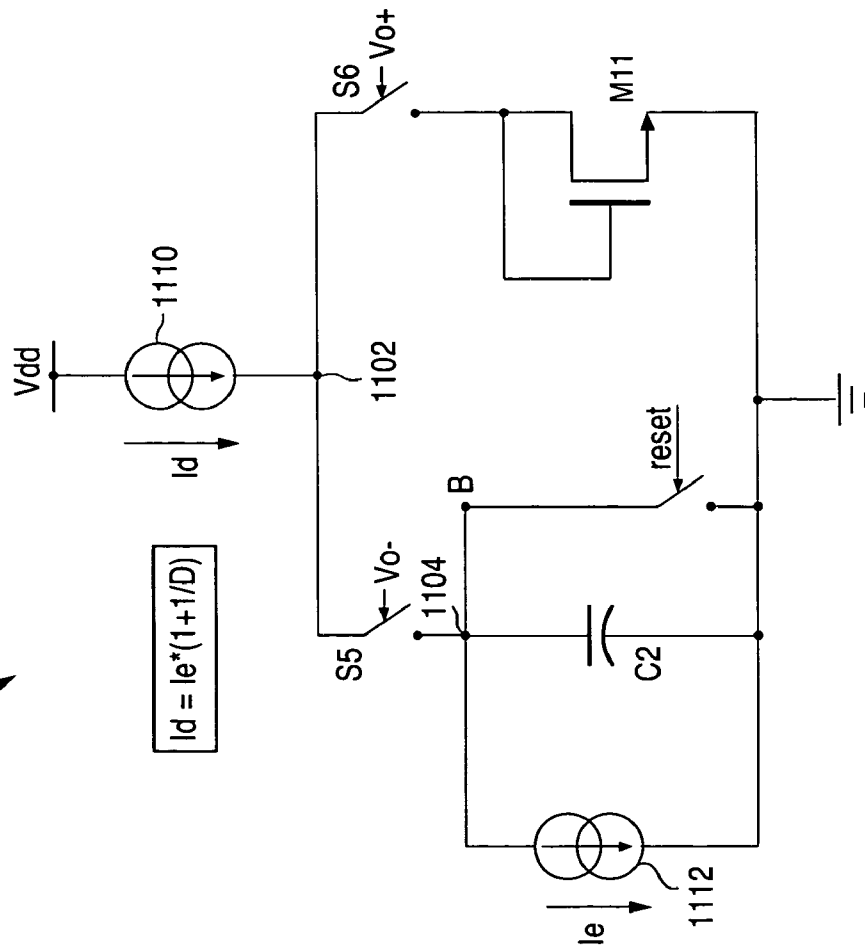 Vdd
1110
Id
Id = Ie*(1+1/D)
1102
S5
Vo-
S6
Vo+
1104
B
C2
reset
M11
Ie
1112